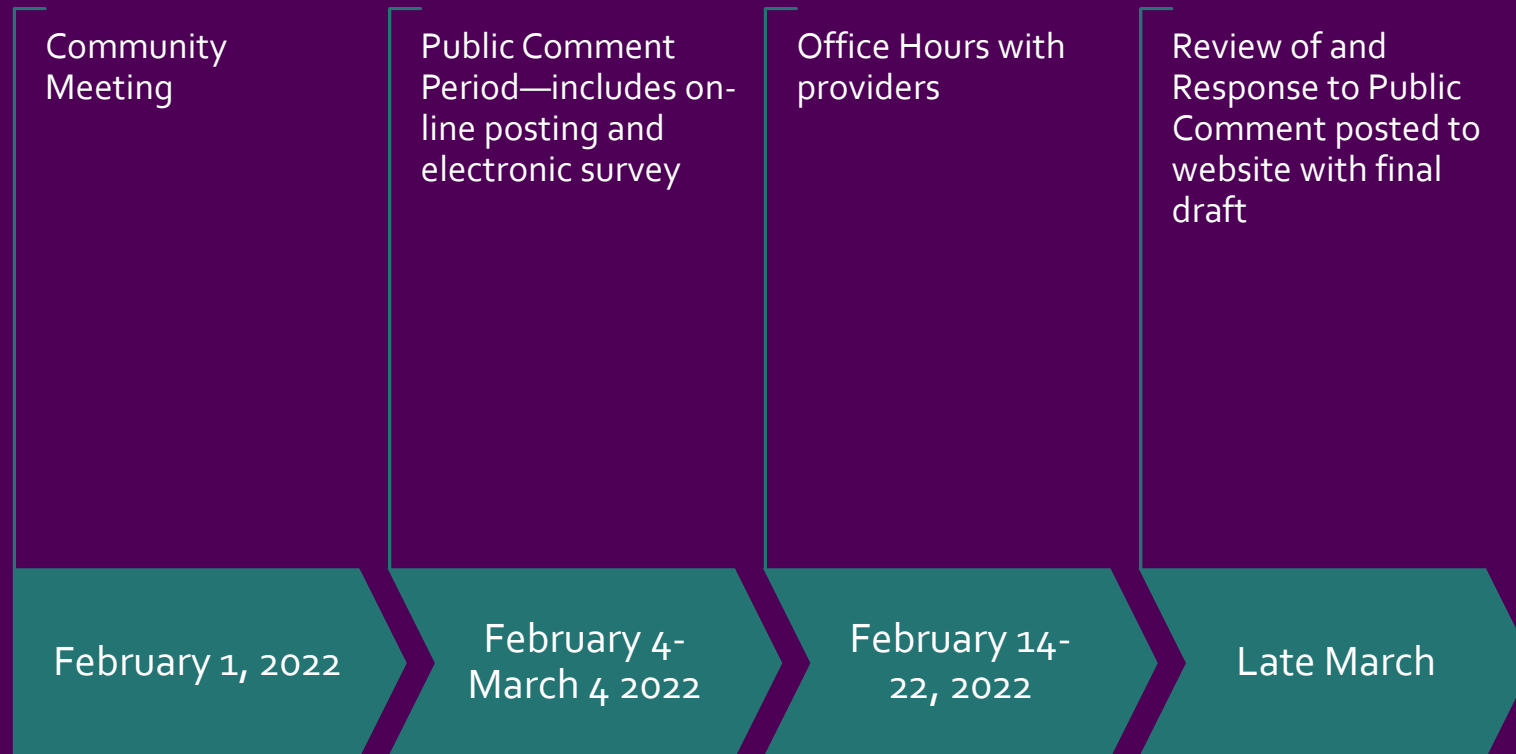 Community
Meeting
Public Comment
Period—includes on-
line posting and
electronic survey
Office Hours with
providers
Review of and
Response to Public
Comment posted to
website with final
draft
February 1, 2022
February 4-
March 4 2022
February 14-
22, 2022
Late March